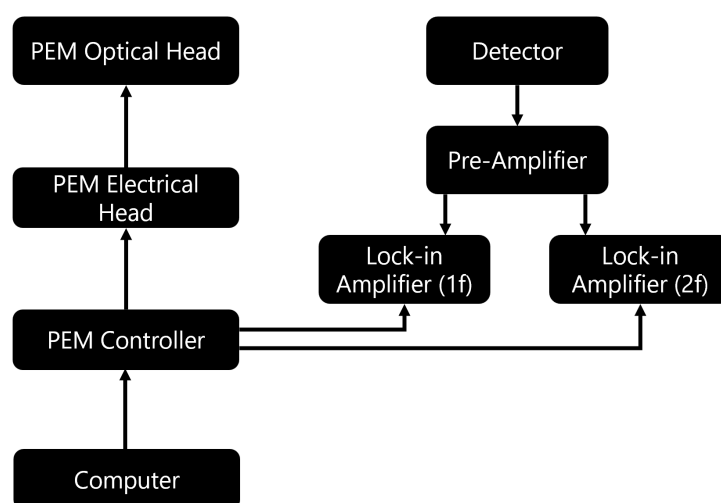 PEM Optical Head
Detector
Pre-Amplifier
PEM Electrical
Head
Lock-in
Amplifier (1f)
Lock-in
Amplifier (2f)
PEM Controller
Computer